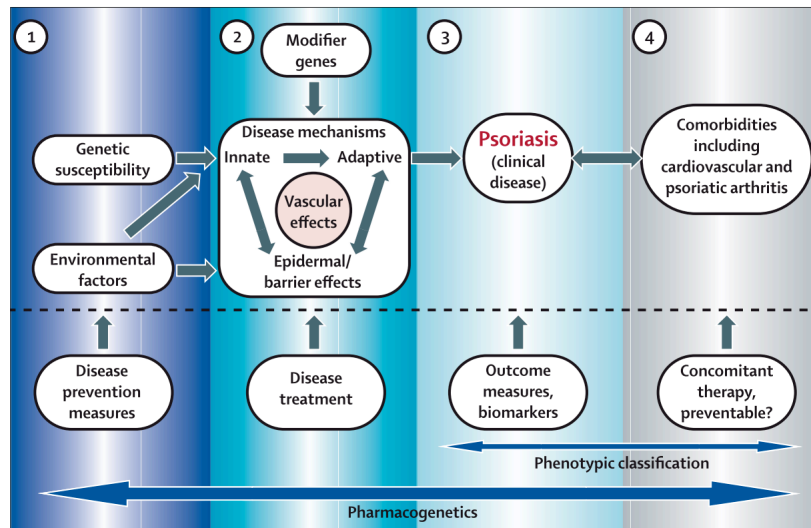 1
2
3
4
Modifier
genes
Genetic
susceptibility
Environmental
factors
Disease mechanisms
Innate
Adaptive
Vascular
effects
Epidermal/
barrier effects
Psoriasis
(clinical
disease)
Comorbidities
including
cardiovascular and
psoriatic arthritis
Disease
prevention
measures
Disease
treatment
Outcome
measures,
biomarkers
Concomitant
therapy,
preventable?
Phenotypic classification
Pharmacogenetics